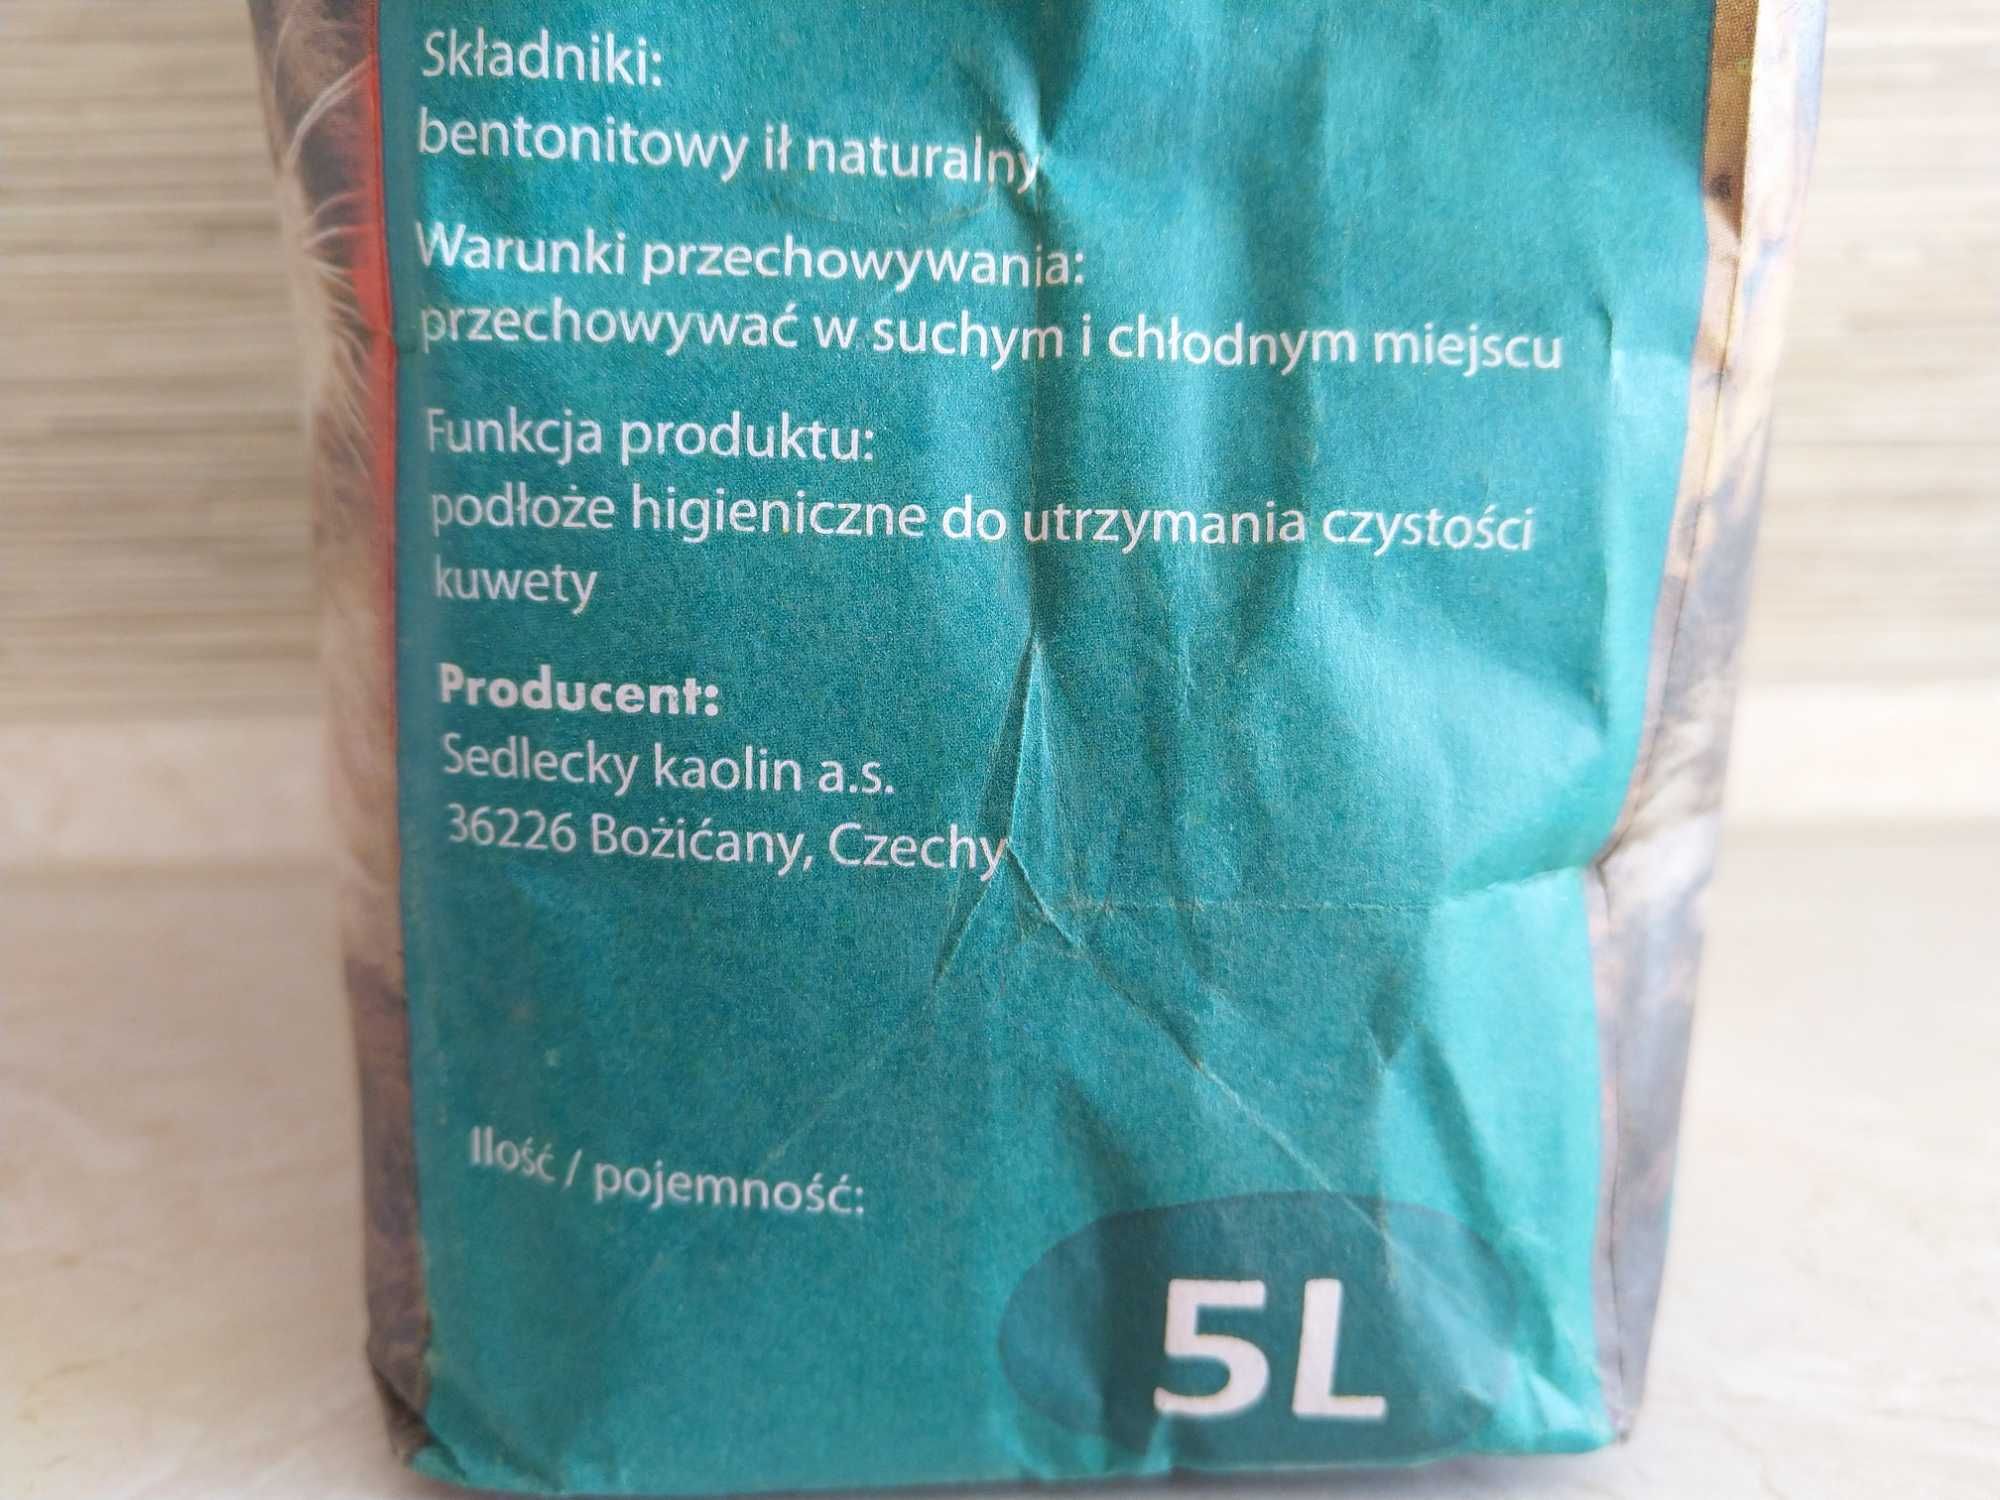 Składniki:
bentonitowy ił naturalny
Warunki przechowywania:
przechowywać w suchym i chłodnym miejscu
Funkcja produktu:
podłoże higieniczne do utrzymania czystości
kuwety
Producent:
Sedlecky kaolin a.s.
36226 Bożićany, Czechy
Ilość / pojemność:
5L